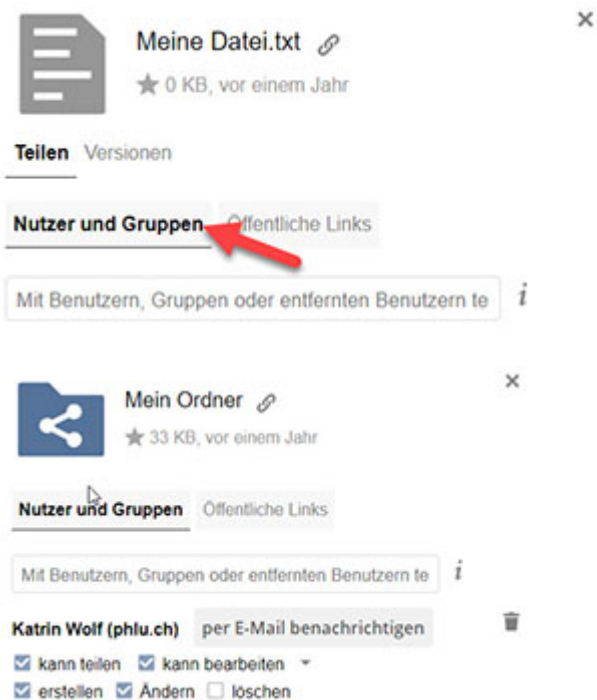 Meine Datei.txt
0 KB, vor einem Jahr
Teilen Versionen
Nutzer und Gruppen Öffentliche Links
Mit Benutzern, Gruppen oder entfernten Benutzern te
i
Mein Ordner
33 KB, vor einem Jahr
Nutzer und Gruppen Öffentliche Links
Mit Benutzern, Gruppen oder entfernten Benutzern te
i
Katrin Wolf (phlu.ch) per E-Mail benachrichtigen
kann teilen kann bearbeiten
erstellen Ändern löschen